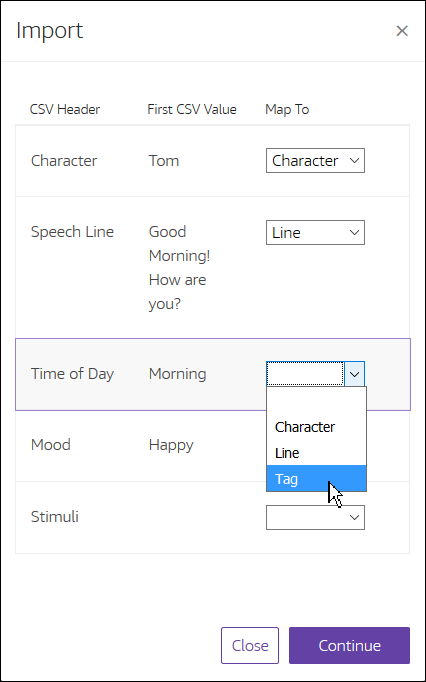 Import
CSV Header First CSV Value Map To
Character Tom Character
Speech Line Good Line
Morning!
How are
you?
Time of Day Morning
Character
Line
Mood Happy
Tag
Stimuli
Close Continue